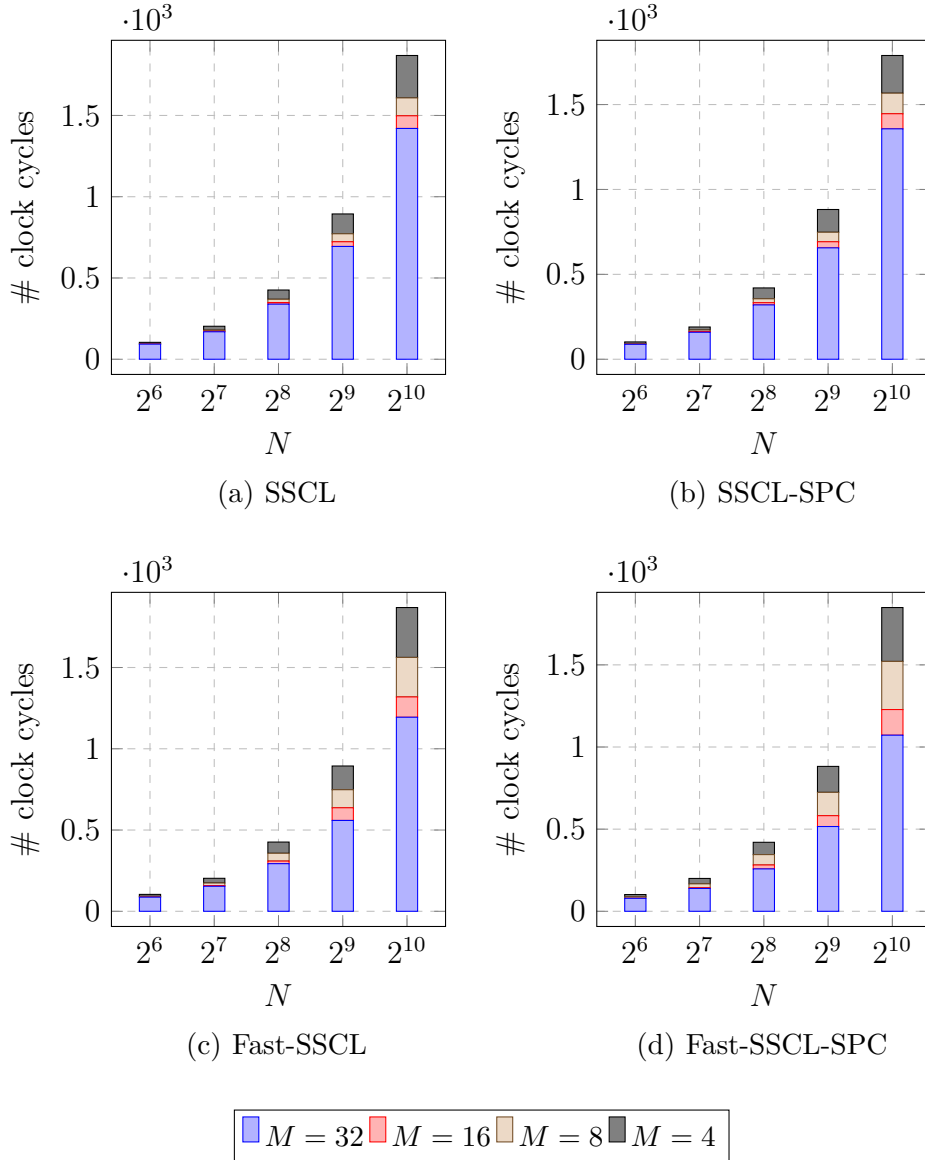 ·10³ ·10³
1.5 1.5
1 1
0.5 0.5
0 0
# clock cycles # clock cycles
2⁶ 2⁷ 2⁸ 2⁹ 2¹⁰ 2⁶ 2⁷ 2⁸ 2⁹ 2¹⁰
N N
(a) SSCL (b) SSCL-SPC
·10³ ·10³
1.5 1.5
1 1
0.5 0.5
0 0
# clock cycles # clock cycles
2⁶ 2⁷ 2⁸ 2⁹ 2¹⁰ 2⁶ 2⁷ 2⁸ 2⁹ 2¹⁰
N N
(c) Fast-SSCL (d) Fast-SSCL-SPC
M = 32 M = 16 M = 8 M = 4